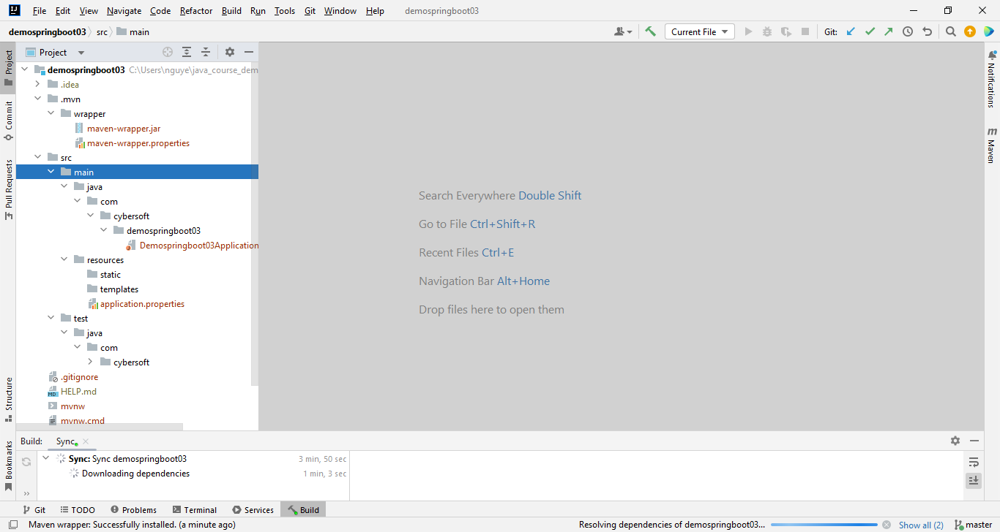 IJ File Edit View Navigate Code Refactor Build Run Tools Git Window Help demospringboot03
demospringboot03 src main Current File Git:
Project
Project
Commit
Pull Requests
Structure
Bookmarks
demospringboot03 C:\Users\nguye\java_course_dem
.idea
.mvn
wrapper
maven-wrapper.jar
maven-wrapper.properties
src
main
java
com
cybersoft
demospringboot03
Demospringboot03Application
resources
static
templates
application.properties
test
java
com
cybersoft
.gitignore
MD HELP.md
mvnw
mvnw.cmd
Search Everywhere Double Shift
Go to File Ctrl+Shift+R
Recent Files Ctrl+E
Navigation Bar Alt+Home
Drop files here to open them
Notifications
m
Maven
Build: Sync
Sync: Sync demospringboot03 3 min, 50 sec
Downloading dependencies 1 min, 3 sec
Git TODO Problems Terminal Services Build
Maven wrapper: Successfully installed. (a minute ago) Resolving dependencies of demospringboot03... Show all (2) master